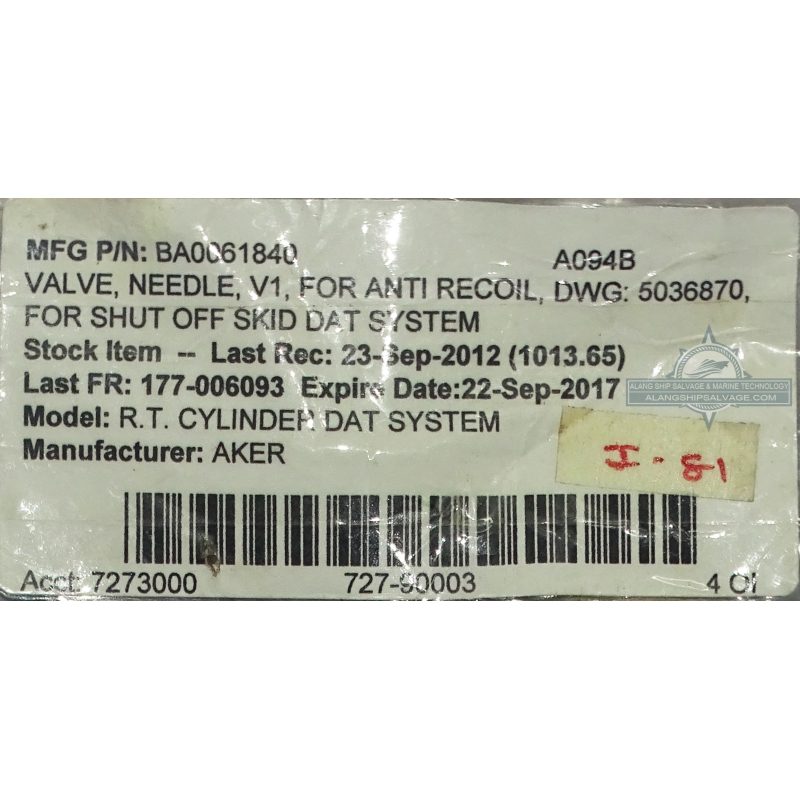 MFG P/N: BA0061840 A094B
VALVE, NEEDLE, V1, FOR ANTI RECOIL, DWG: 5036870,
FOR SHUT OFF SKID DAT SYSTEM
Stock Item -- Last Rec: 23-Sep-2012 (1013.65)
Last FR: 177-006093 Expire Date:22-Sep-2017
ALANG SHIP SALVAGE & MARINE TECHNOLOGY
ALANGSHIPSALVAGE.COM
Model: R.T. CYLINDER DAT SYSTEM
Manufacturer: AKER
I-81
Acct: 7273000 727-90003 4